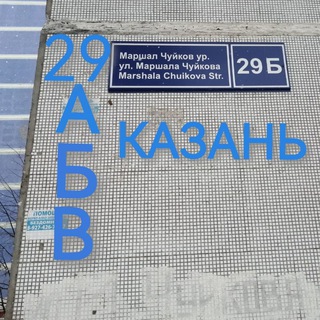 29
А
Б
В
КАЗАНЬ
Маршал Чуйков ур.
ул. Маршала Чуйкова
Marshala Chuikova Str.
29 Б